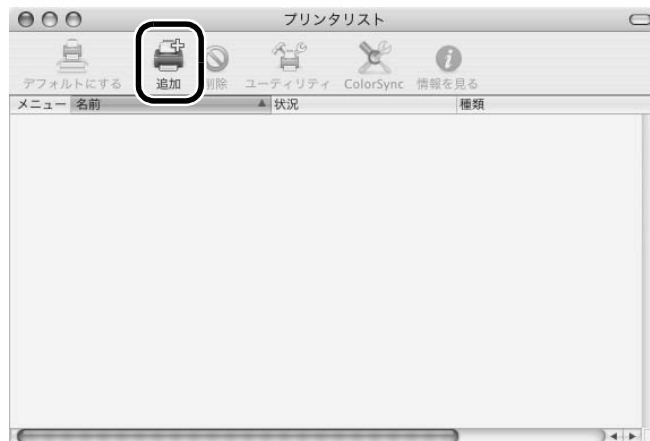 プリンタリスト
デフォルトにする 追加 削除 ユーティリティ ColorSync 情報を見る
メニュー 名前 状況 種類